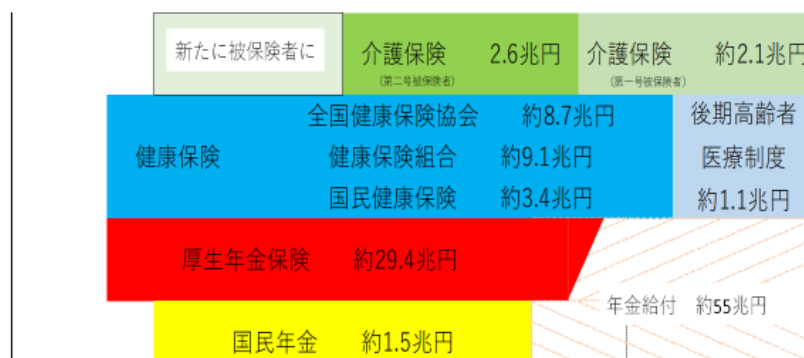 新たに被保険者に
介護保険 2.6兆円
(第二号被保険者)
介護保険 約2.1兆円
(第一号被保険者)
健康保険
全国健康保険協会 約8.7兆円
健康保険組合 約9.1兆円
国民健康保険 約3.4兆円
後期高齢者
医療制度
約1.1兆円
厚生年金保険 約29.4兆円
年金給付 約55兆円
国民年金 約1.5兆円